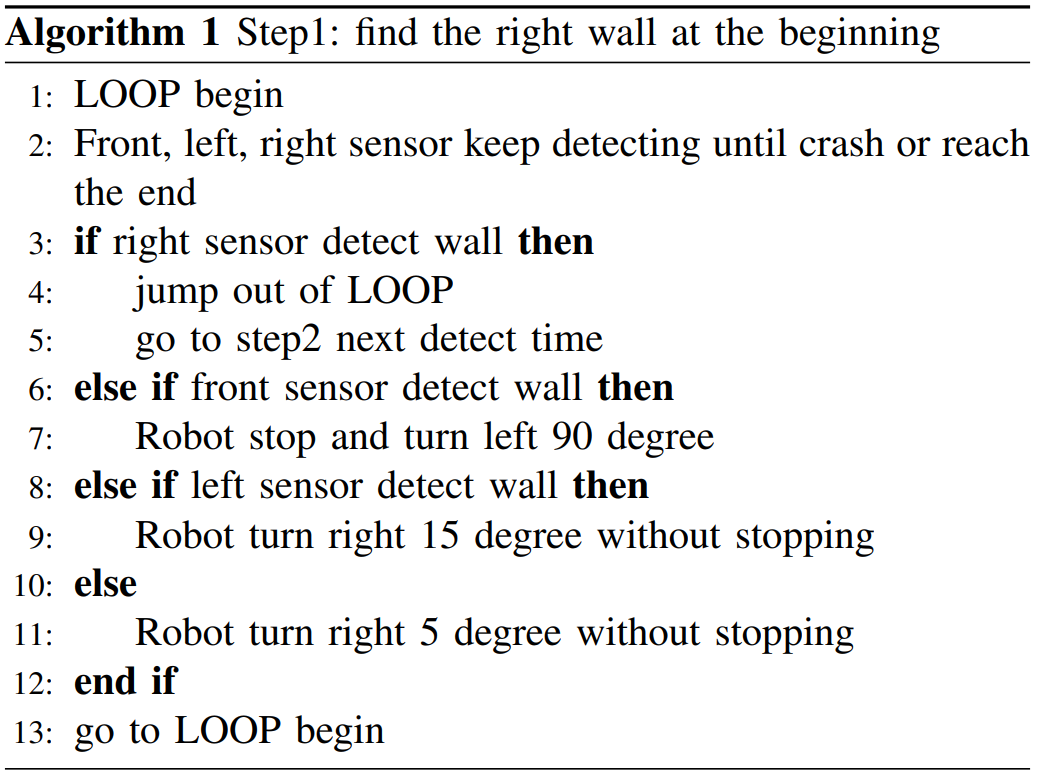 Algorithm 1 Step1: find the right wall at the beginning
1: LOOP begin
2: Front, left, right sensor keep detecting until crash or reach
the end
3: if right sensor detect wall then
4: jump out of LOOP
5: go to step2 next detect time
6: else if front sensor detect wall then
7: Robot stop and turn left 90 degree
8: else if left sensor detect wall then
9: Robot turn right 15 degree without stopping
10: else
11: Robot turn right 5 degree without stopping
12: end if
13: go to LOOP begin